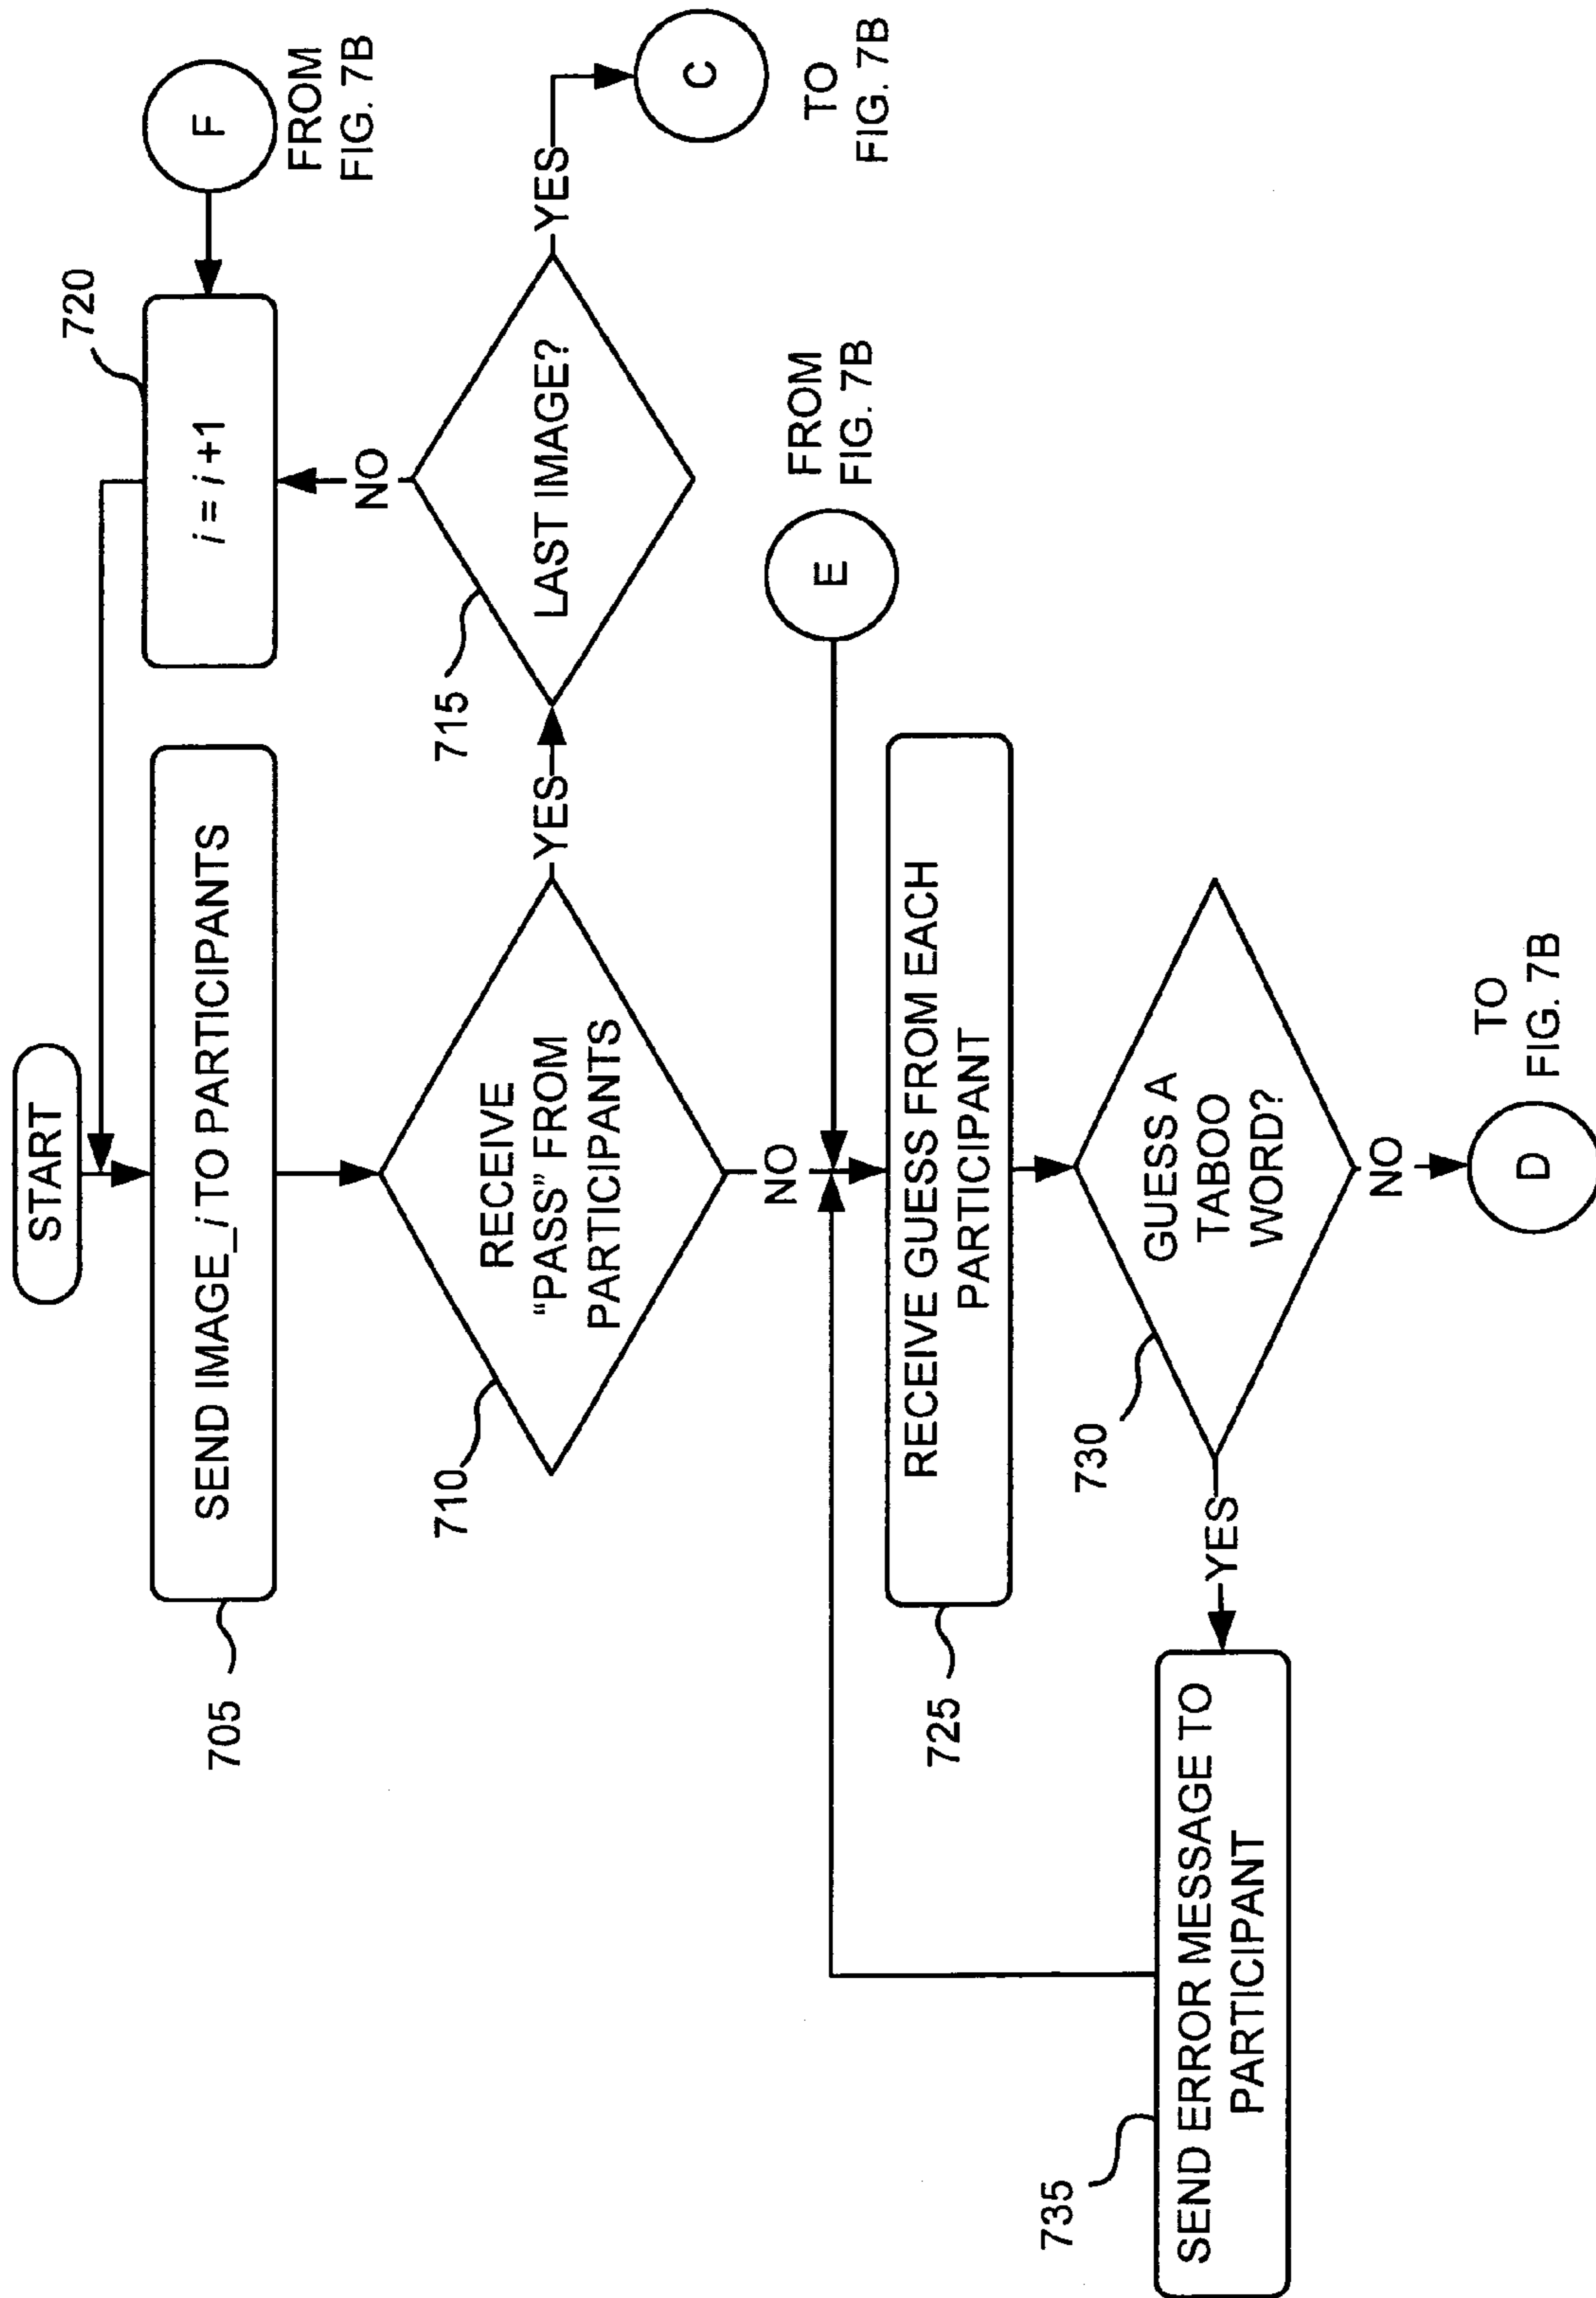 START
SEND IMAGE_i TO PARTICIPANTS
705
i = i +1
720
F
FROM
FIG. 7B
RECEIVE
“PASS” FROM
PARTICIPANTS
710
YES
LAST IMAGE?
715
NO
YES
C
TO
FIG. 7B
NO
E
FROM
FIG. 7B
RECEIVE GUESS FROM EACH
PARTICIPANT
725
GUESS A
TABOO
WORD?
730
YES
SEND ERROR MESSAGE TO
PARTICIPANT
735
NO
D
TO
FIG. 7B